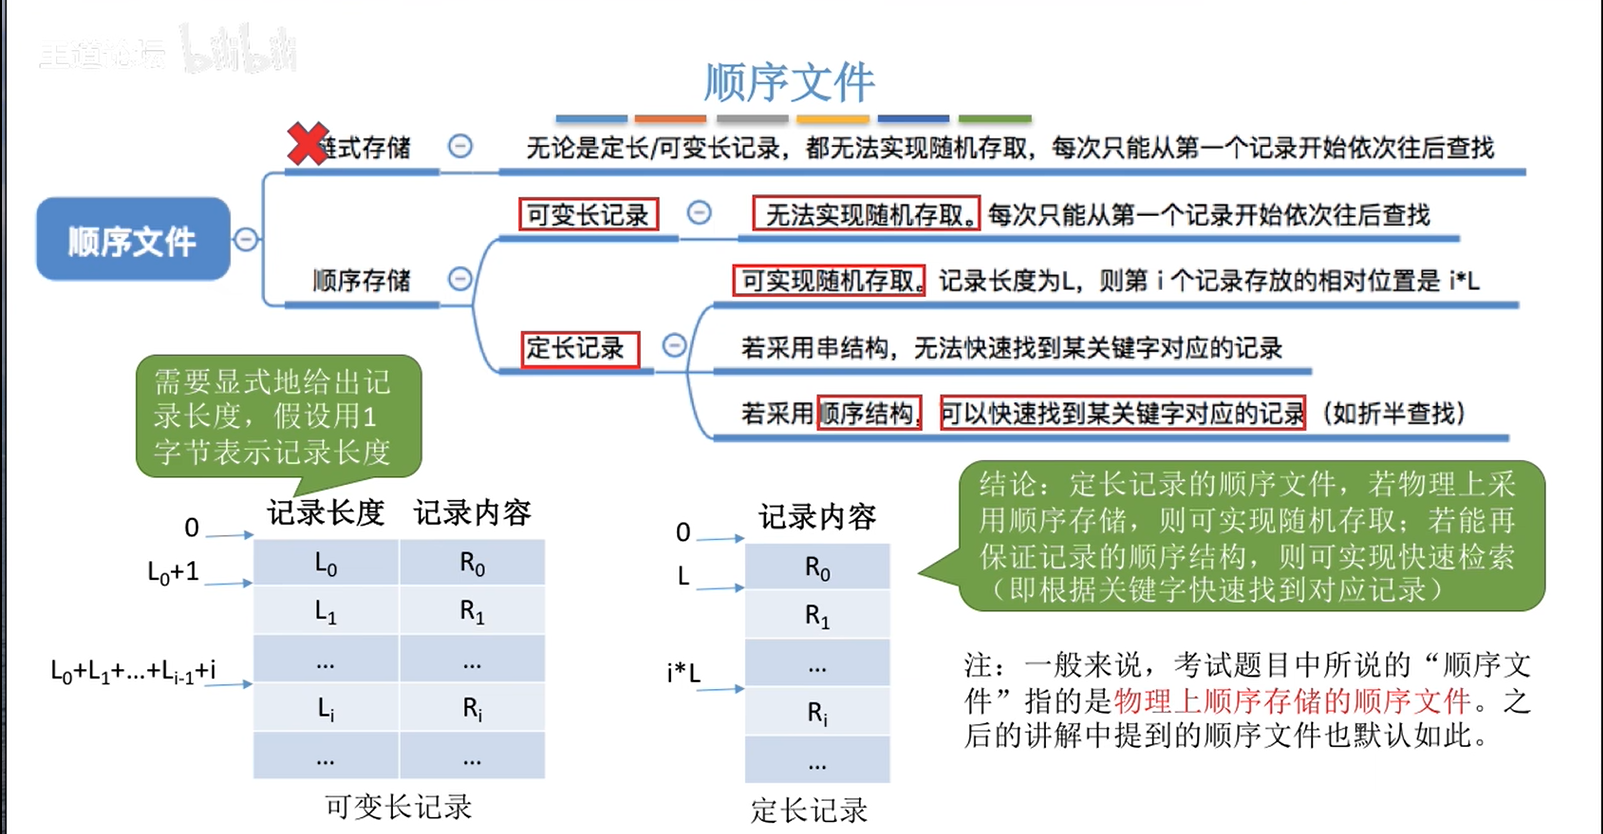 王道论坛 bilibili
顺序文件
链式存储
无论是定长/可变长记录，都无法实现随机存取，每次只能从第一个记录开始依次往后查找
可变长记录
无法实现随机存取。每次只能从第一个记录开始依次往后查找
顺序文件
顺序存储
可实现随机存取。记录长度为L，则第 i 个记录存放的相对位置是 i*L
定长记录
若采用串结构，无法快速找到某关键字对应的记录
若采用顺序结构，可以快速找到某关键字对应的记录（如折半查找）
需要显式地给出记
录长度，假设用1
字节表示记录长度
记录长度 记录内容
0
L₀ R₀
L₀+1
L₁ R₁
... ...
L₀+L₁+...+Lᵢ₋₁+i
Lᵢ Rᵢ
... ...
可变长记录
记录内容
0
R₀
L
R₁
...
i*L
Rᵢ
...
定长记录
结论：定长记录的顺序文件，若物理上采
用顺序存储，则可实现随机存取；若能再
保证记录的顺序结构，则可实现快速检索
（即根据关键字快速找到对应记录）
注：一般来说，考试题目中所说的“顺序文
件”指的是物理上顺序存储的顺序文件。之
后的讲解中提到的顺序文件也默认如此。